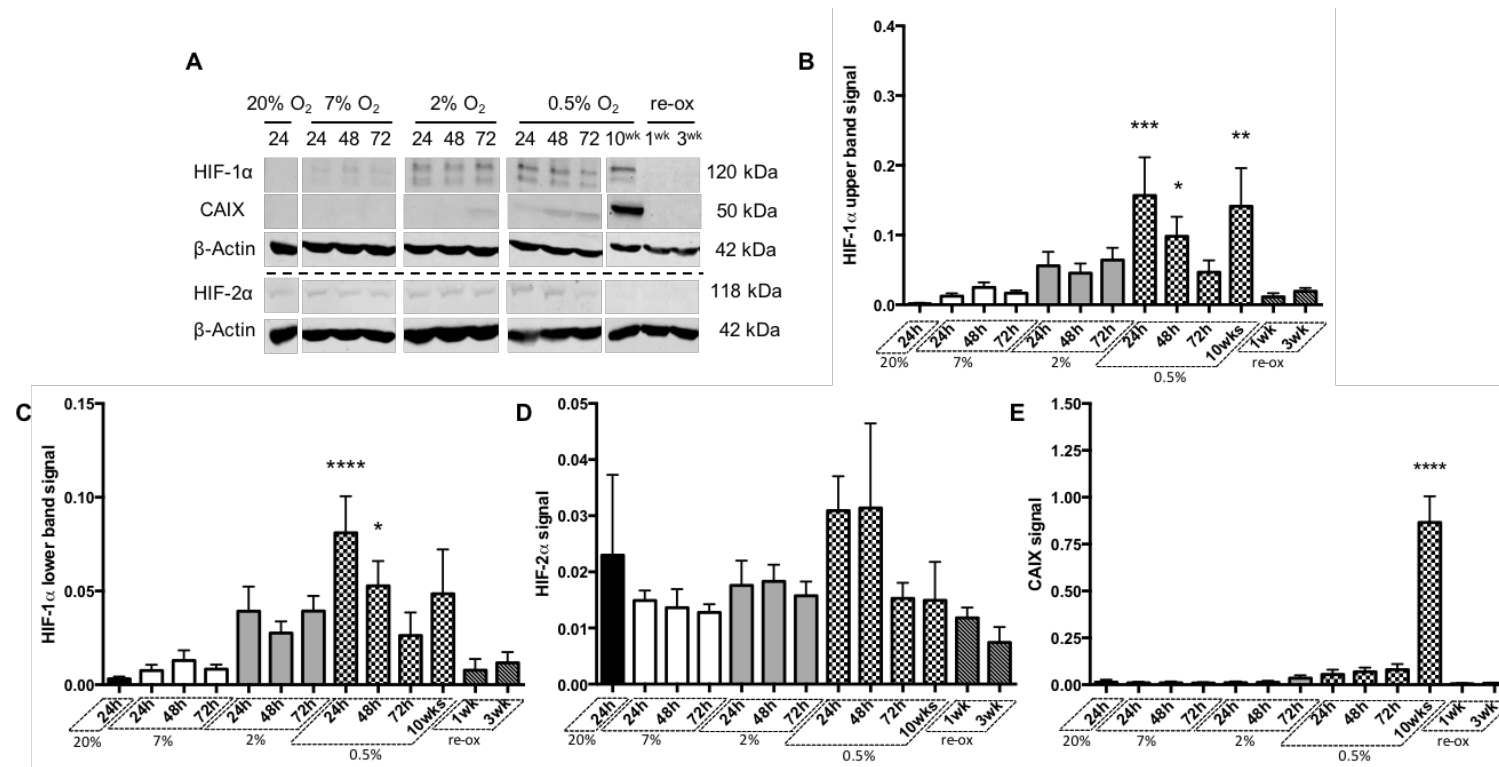 A
20% O₂ 7% O₂ 2% O₂ 0.5% O₂ re-ox
24 24 48 72 24 48 72 24 48 72 10ʷᵏ 1ʷᵏ 3ʷᵏ
HIF-1α 120 kDa
CAIX 50 kDa
β-Actin 42 kDa
HIF-2α 118 kDa
β-Actin 42 kDa
B
HIF-1α upper band signal
0.4
0.3
0.2
0.1
0.0
*** * **
24h 24h 48h 72h 24h 48h 72h 24h 48h 72h 10wks 1wk 3wk
20% 7% 2% 0.5% re-ox
C
HIF-1α lower band signal
0.15
0.10
0.05
0.00
**** *
24h 24h 48h 72h 24h 48h 72h 24h 48h 72h 10wks 1wk 3wk
20% 7% 2% 0.5% re-ox
D
HIF-2α signal
0.05
0.04
0.03
0.02
0.01
0.00
24h 24h 48h 72h 24h 48h 72h 24h 48h 72h 10wks 1wk 3wk
20% 7% 2% 0.5% re-ox
E
CAIX signal
1.50
1.25
1.00
0.75
0.50
0.25
0.00
****
24h 24h 48h 72h 24h 48h 72h 24h 48h 72h 10wks 1wk 3wk
20% 7% 2% 0.5% re-ox